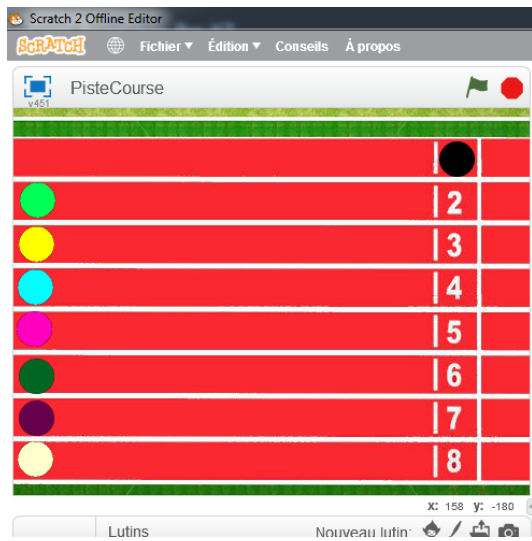 Scratch 2 Offline Editor
SCRATCH Fichier▼ Édition▼ Conseils À propos
PisteCourse
v451
2
3
4
5
6
7
8
x: 158 y: -180
Lutins Nouveau lutin: